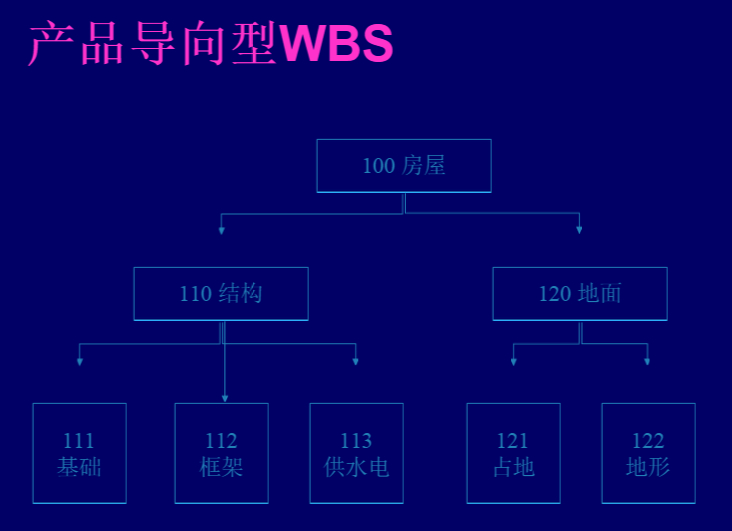 产品导向型WBS
100 房屋
110 结构
120 地面
111
基础
112
框架
113
供水电
121
占地
122
地形